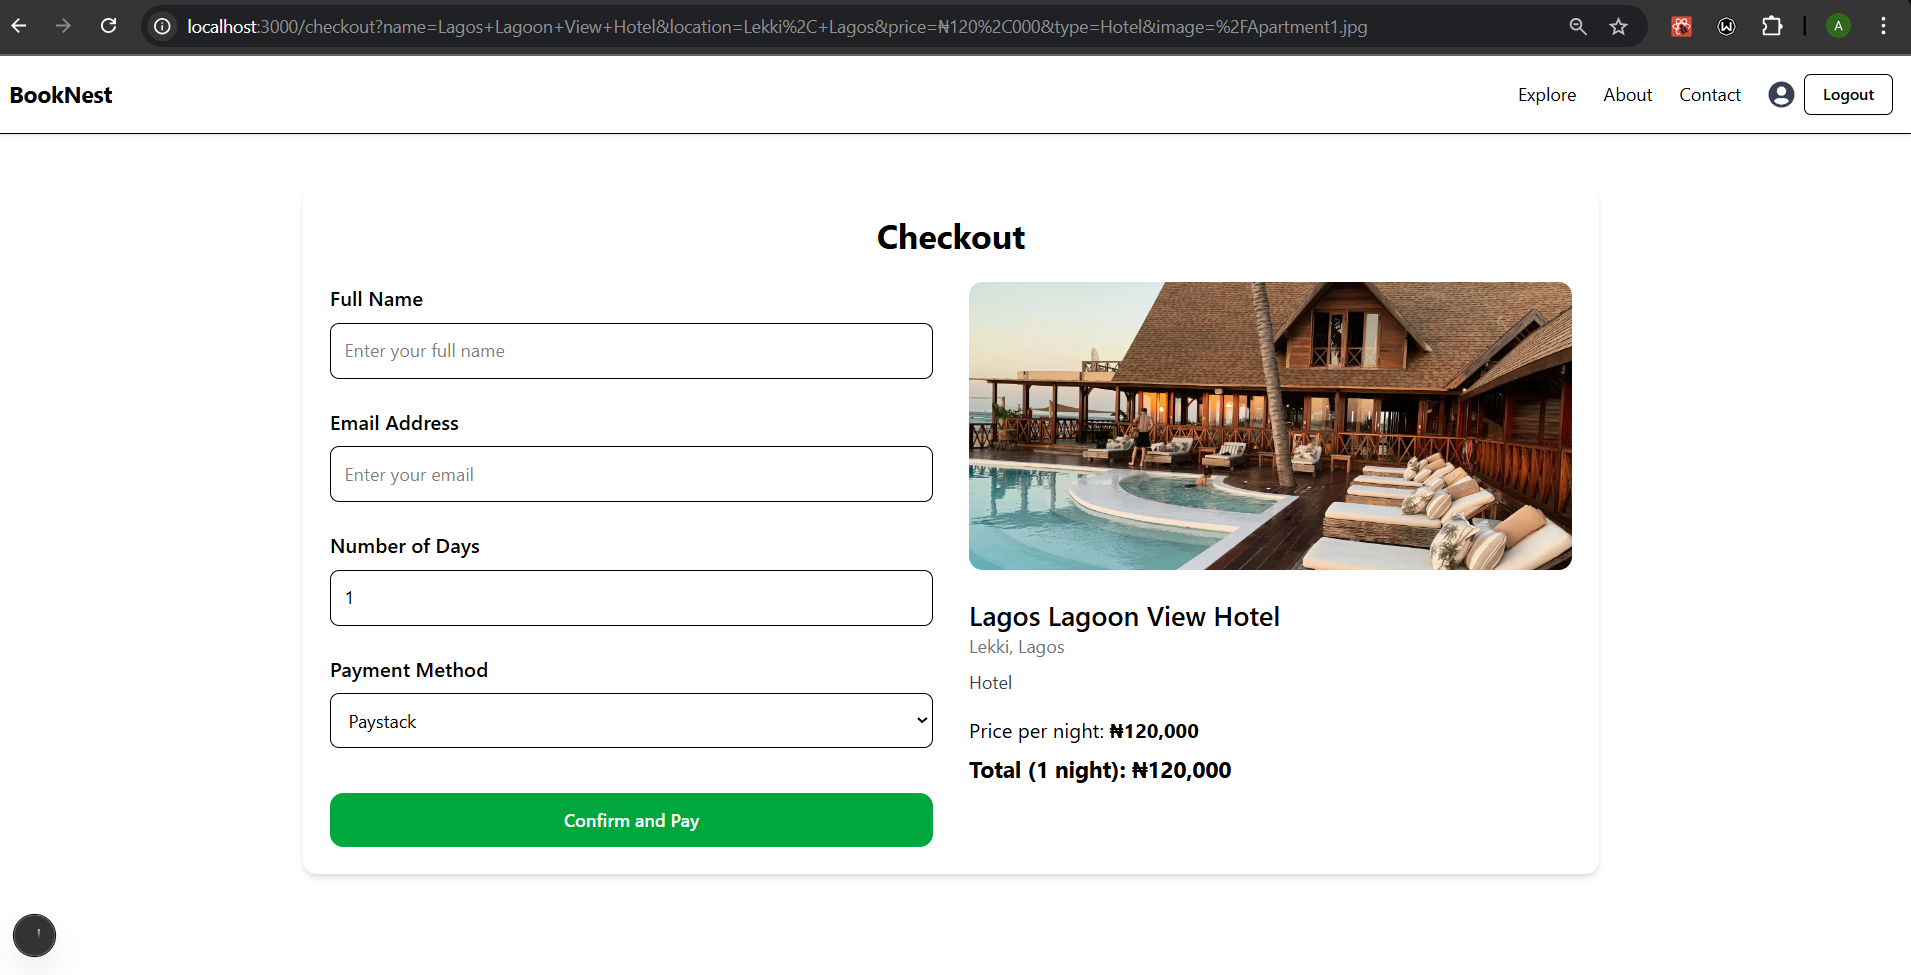 localhost:3000/checkout?name=Lagos+Lagoon+View+Hotel&location=Lekki%2C+Lagos&price=₦120%2C000&type=Hotel&image=%2FApartment1.jpg
A
BookNest
Explore
About
Contact
Logout
Checkout
Full Name
Enter your full name
Email Address
Enter your email
Number of Days
1
Payment Method
Paystack
Confirm and Pay
Lagos Lagoon View Hotel
Lekki, Lagos
Hotel
Price per night: ₦120,000
Total (1 night): ₦120,000